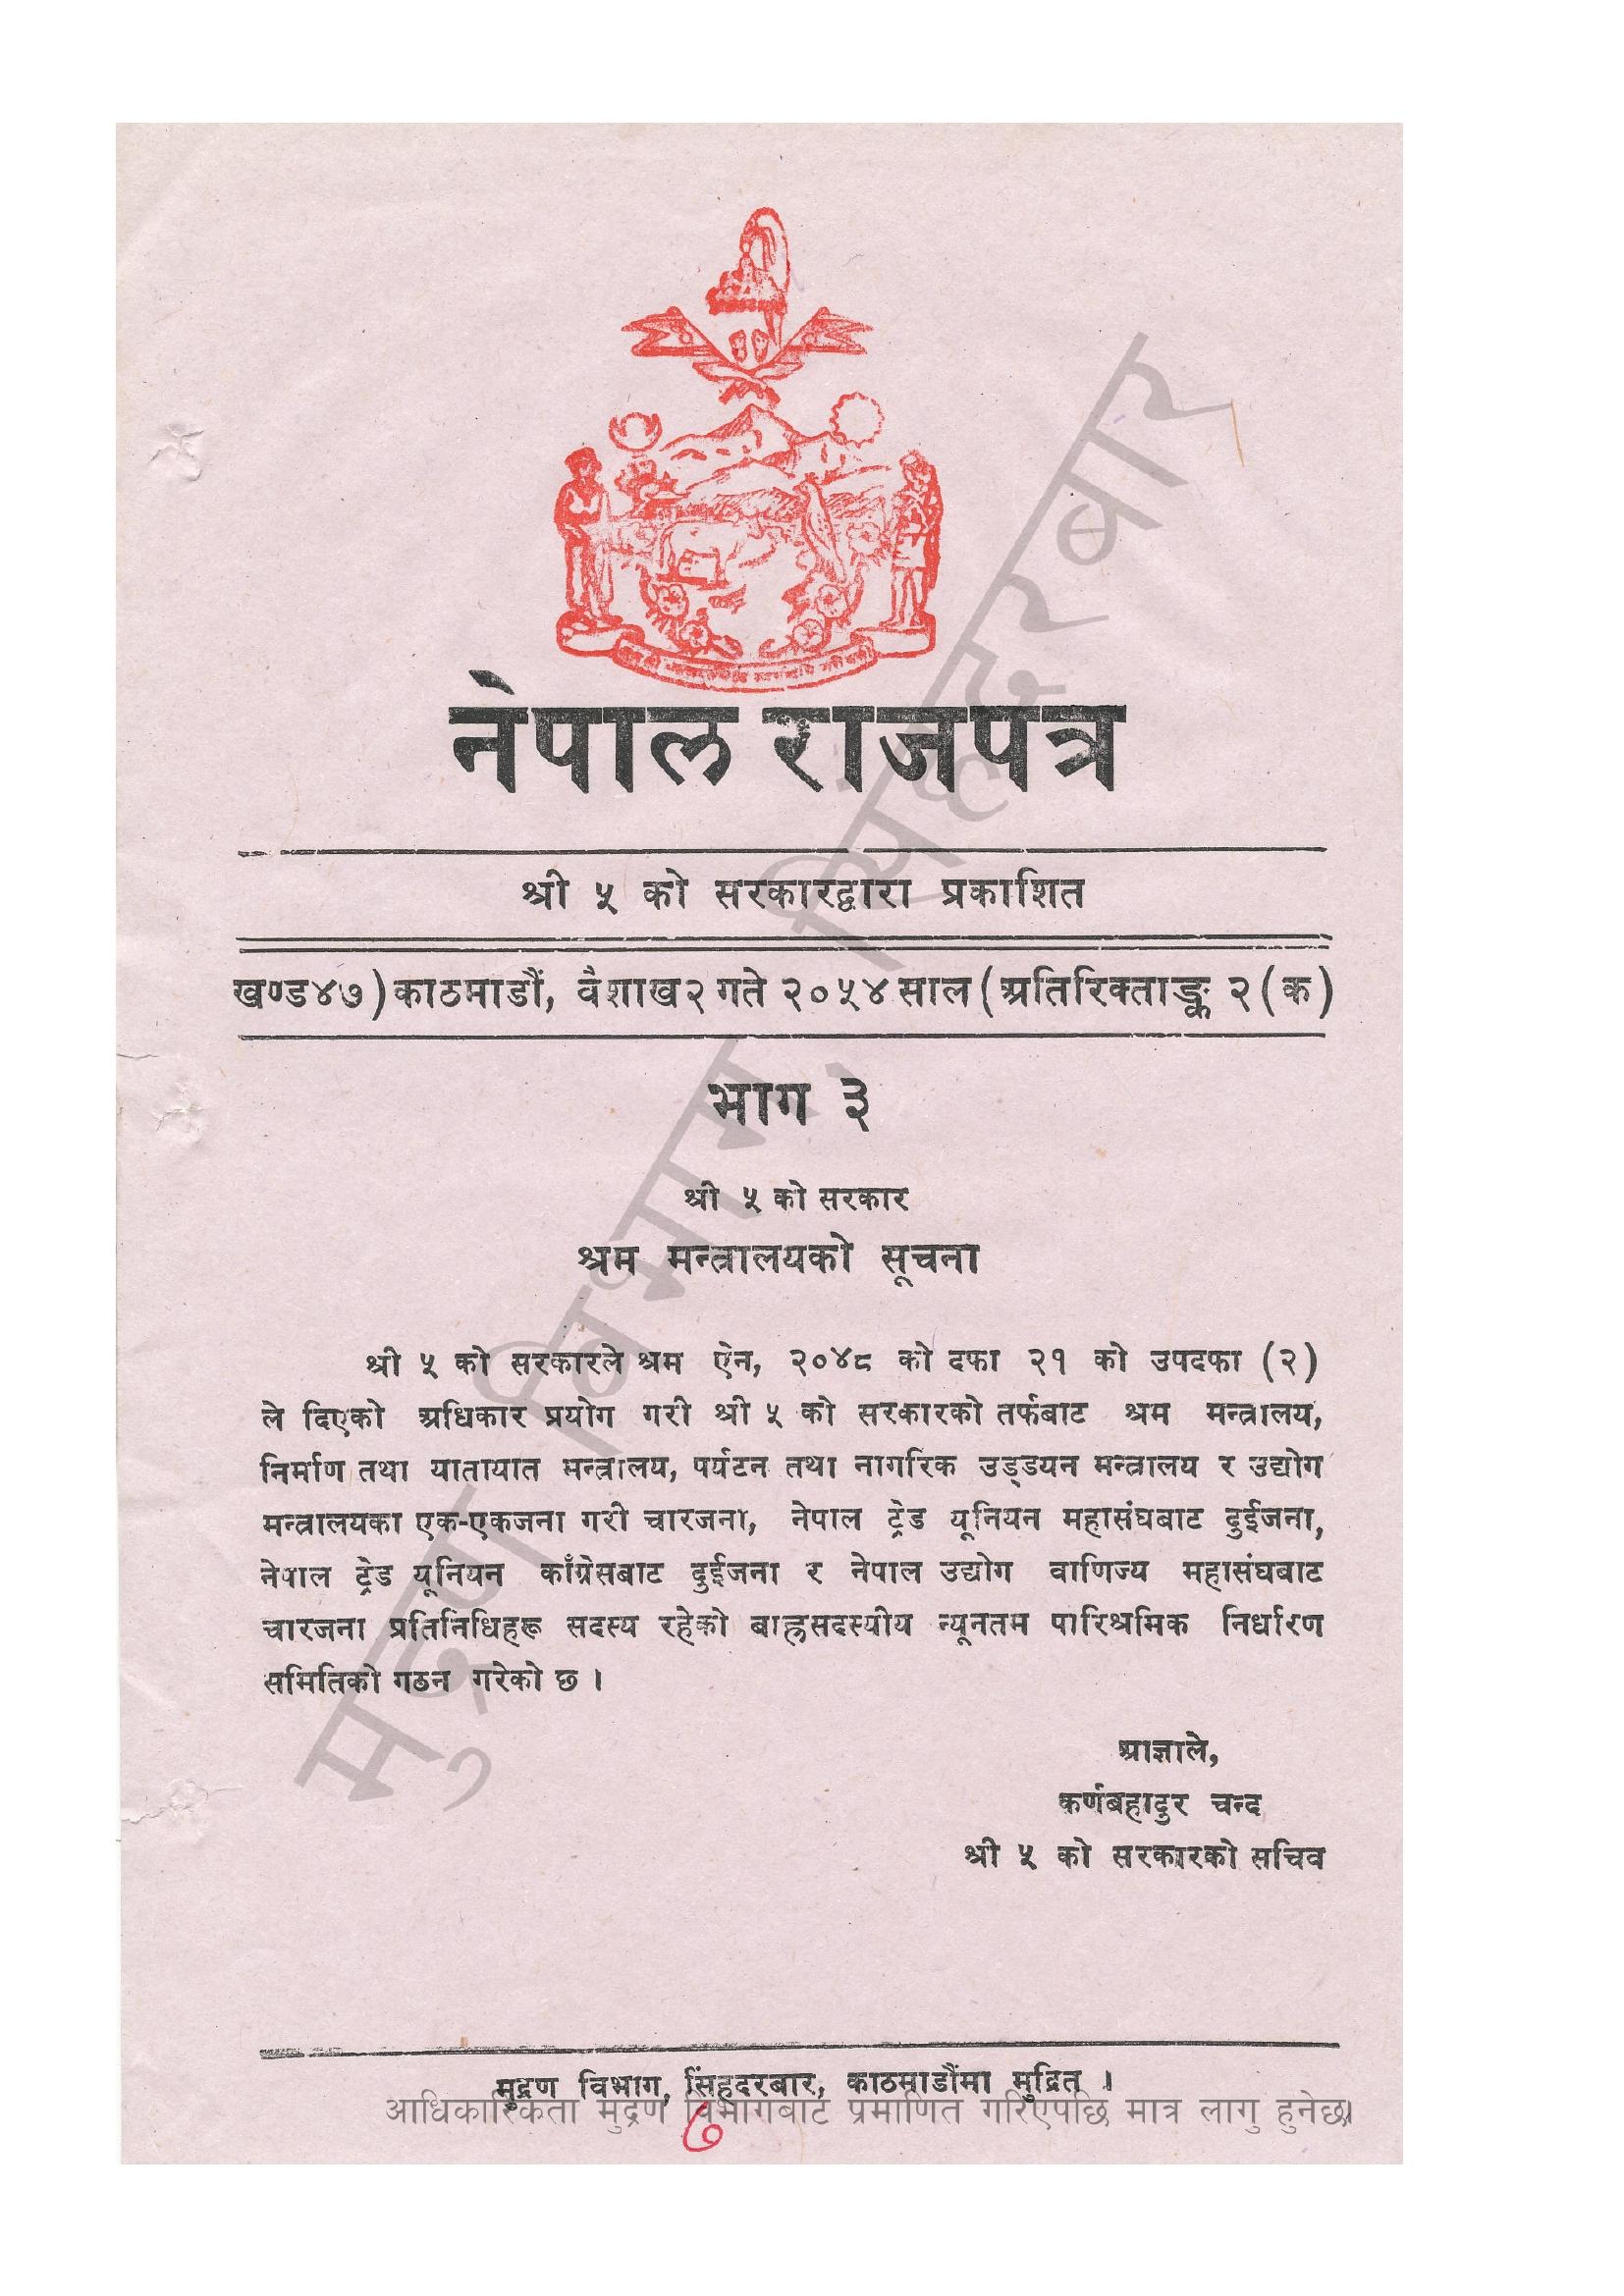 नेपाल राजपत्र
श्री ५ को सरकारद्वारा प्रकाशित
खण्ड४७) काठमाडौं, वैशाख२ गते २०५४ साल (अतिरिक्ताङ्क २ (क)
भाग ३
श्री ५ को सरकार
श्रम मन्त्रालयको सूचना
श्री ५ को सरकारले श्रम ऐन, २०४८ को दफा २१ को उपदफा (२)
ले दिएको अधिकार प्रयोग गरी श्री ५ को सरकारको तर्फबाट श्रम मन्त्रालय,
निर्माण तथा यातायात मन्त्रालय, पर्यटन तथा नागरिक उड्डयन मन्त्रालय र उद्योग
मन्त्रालयका एक-एकजना गरी चारजना, नेपाल ट्रेड यूनियन महासंघबाट दुईजना,
नेपाल ट्रेड यूनियन काँग्रेसबाट दुईजना र नेपाल उद्योग वाणिज्य महासंघबाट
चारजना प्रतिनिधिहरू सदस्य रहेको बाह्रसदस्यीय न्यूनतम पारिश्रमिक निर्धारण
समितिको गठन गरेको छ ।
आज्ञाले,
कर्णबहादुर चन्द
श्री ५ को सरकारको सचिव
मुद्रण विभाग, सिंहदरबार, काठमाडौंमा मुद्रित ।
आधिकारिकता मुद्रण विभागबाट प्रमाणित गरिएपछि मात्र लागु हुनेछ।
७
मुद्रण विभाग, सिंहदरबार